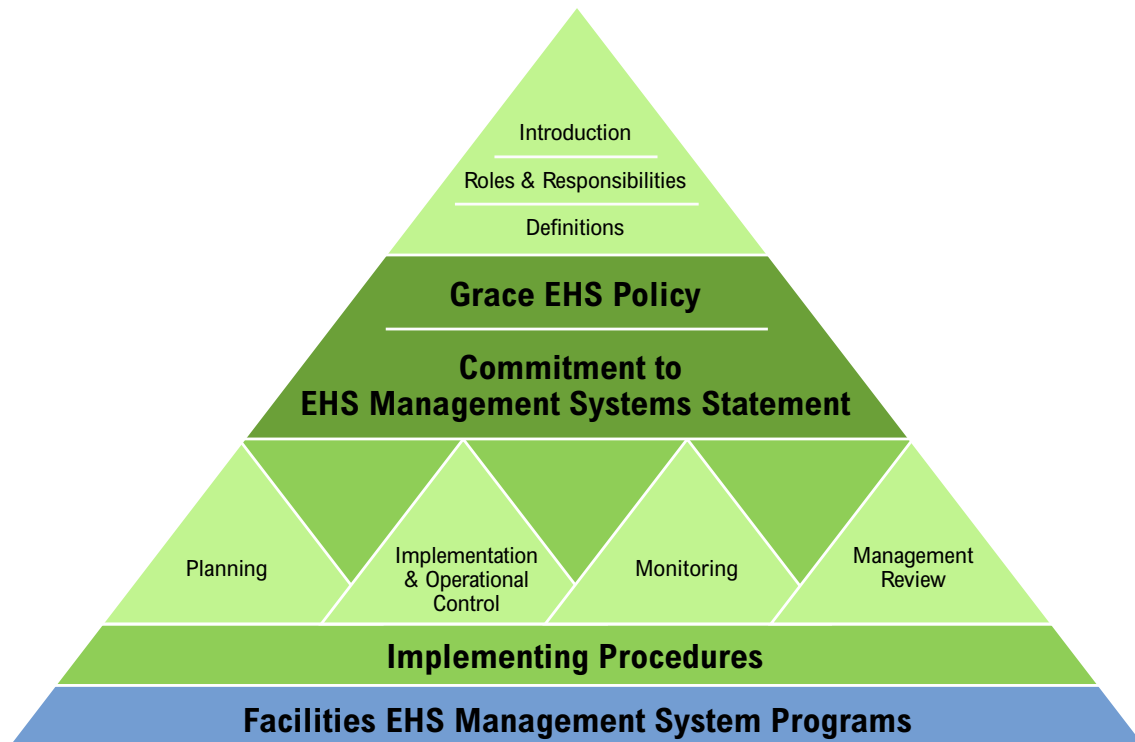 Introduction
Roles & Responsibilities
Definitions
Grace EHS Policy
Commitment to
EHS Management Systems Statement
Planning
Implementation
& Operational
Control
Monitoring
Management
Review
Implementing Procedures
Facilities EHS Management System Programs